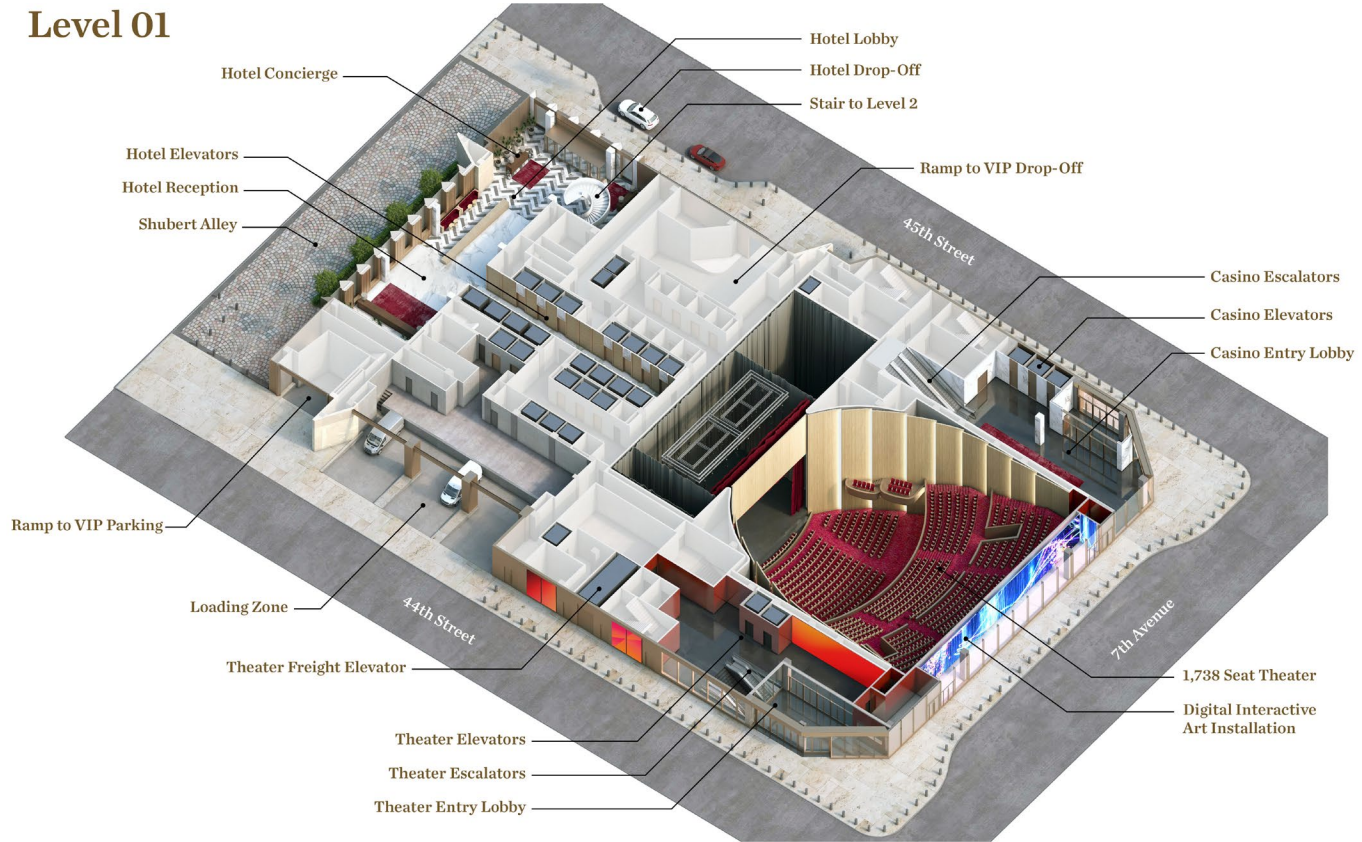 Level 01
Hotel Lobby
Hotel Concierge
Hotel Drop-Off
Stair to Level 2
Hotel Elevators
Ramp to VIP Drop-Off
Hotel Reception
Shubert Alley
45th Street
Casino Escalators
Casino Elevators
Casino Entry Lobby
Ramp to VIP Parking
Loading Zone
44th Street
7th Avenue
Theater Freight Elevator
1,738 Seat Theater
Digital Interactive
Art Installation
Theater Elevators
Theater Escalators
Theater Entry Lobby